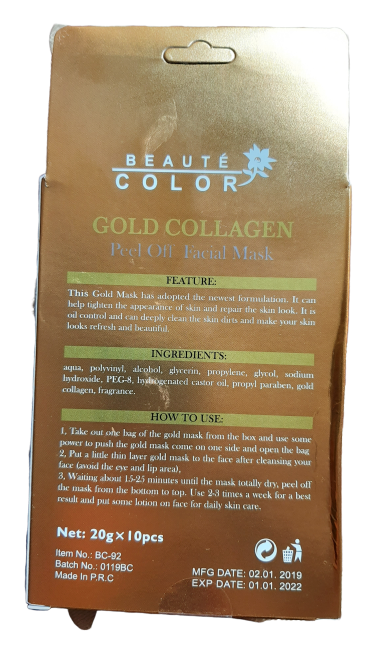 BEAUTÉ
COLOR
GOLD COLLAGEN
Peel Off Facial Mask
FEATURE:
This Gold Mask has adopted the newest formulation. It can
help tighten the appearance of skin and repair the skin look. It is
oil control and can deeply clean the skin dirts and make your skin
looks refresh and beautiful.
INGREDIENTS:
aqua, polyvinyl, alcohol, glycerin, propylene, glycol, sodium
hydroxide, PEG-8, hydrogenated castor oil, propyl paraben, gold
collagen, fragrance.
HOW TO USE:
1, Take out one bag of the gold mask from the box and use some
power to push the gold mask come on one side and open the bag
2, Put a little thin layer gold mask to the face after cleansing your
face (avoid the eye and lip area),
3, Waiting about 15-25 minutes until the mask totally dry, peel off
the mask from the bottom to top. Use 2-3 times a week for a best
result and put some lotion on face for daily skin care.
Net: 20g×10pcs
Item No.: BC-92
Batch No.: 0119BC
Made In P.R.C
MFG DATE: 02.01. 2019
EXP DATE: 01.01. 2022